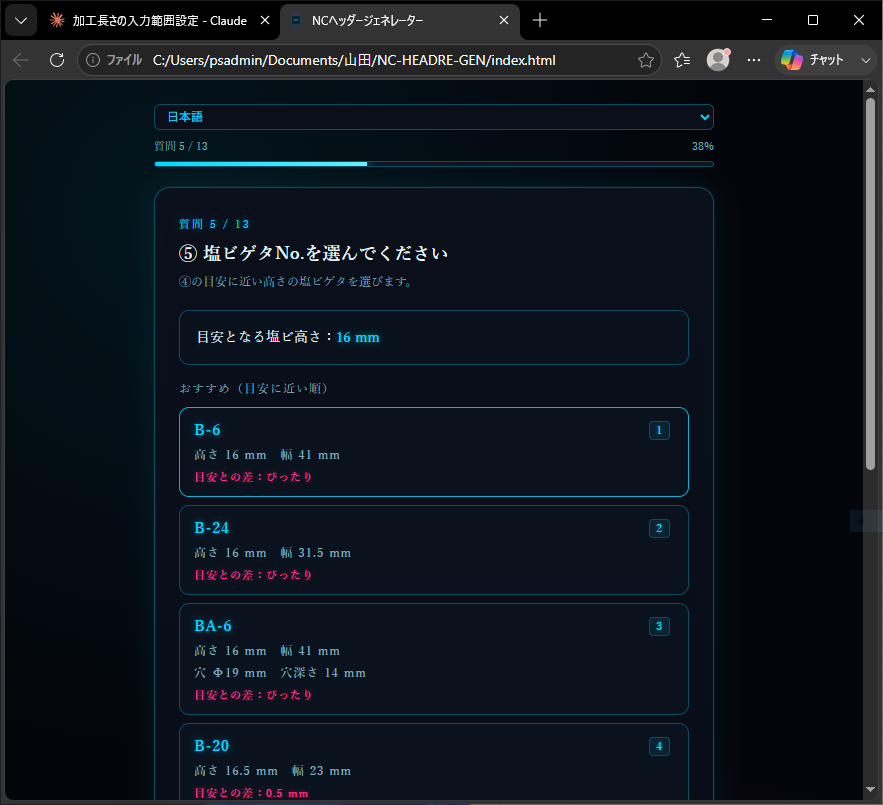 加工長さの入力範囲設定 - Claude
NCヘッダージェネレーター
ファイル C:/Users/psadmin/Documents/山田/NC-HEADRE-GEN/index.html
チャット
日本語
質問 5 / 13
38%
質問 5 / 13
⑤ 塩ビゲタNo.を選んでください
④の目安に近い高さの塩ビゲタを選びます。
目安となる塩ビ高さ：16 mm
おすすめ（目安に近い順）
B-6
1
高さ 16 mm 幅 41 mm
目安との差：ぴったり
B-24
2
高さ 16 mm 幅 31.5 mm
目安との差：ぴったり
BA-6
3
高さ 16 mm 幅 41 mm
穴 Φ19 mm 穴深さ 14 mm
目安との差：ぴったり
B-20
4
高さ 16.5 mm 幅 23 mm
目安との差：0.5 mm